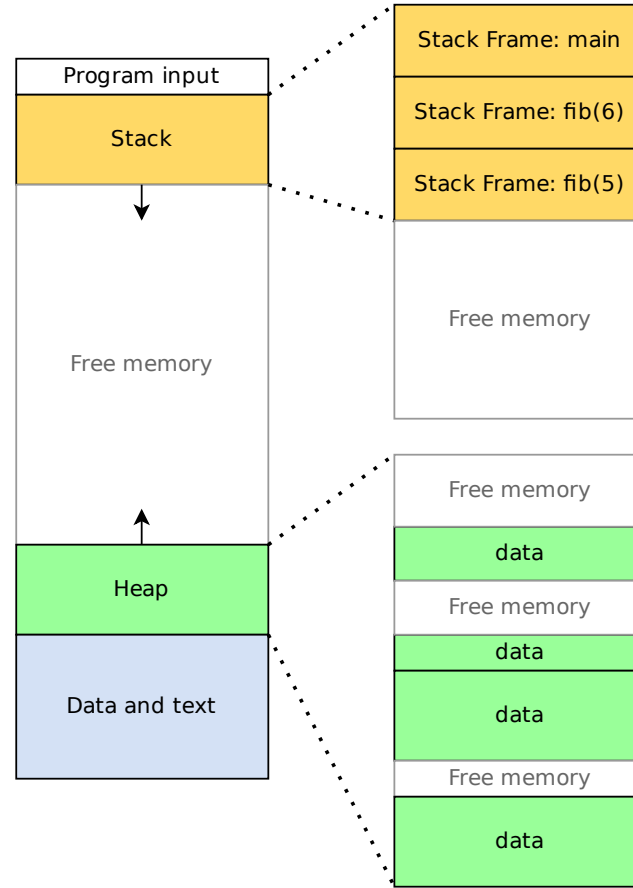 Program input
Stack
Free memory
Heap
Data and text
Stack Frame: main
Stack Frame: fib(6)
Stack Frame: fib(5)
Free memory
Free memory
data
Free memory
data
data
Free memory
data